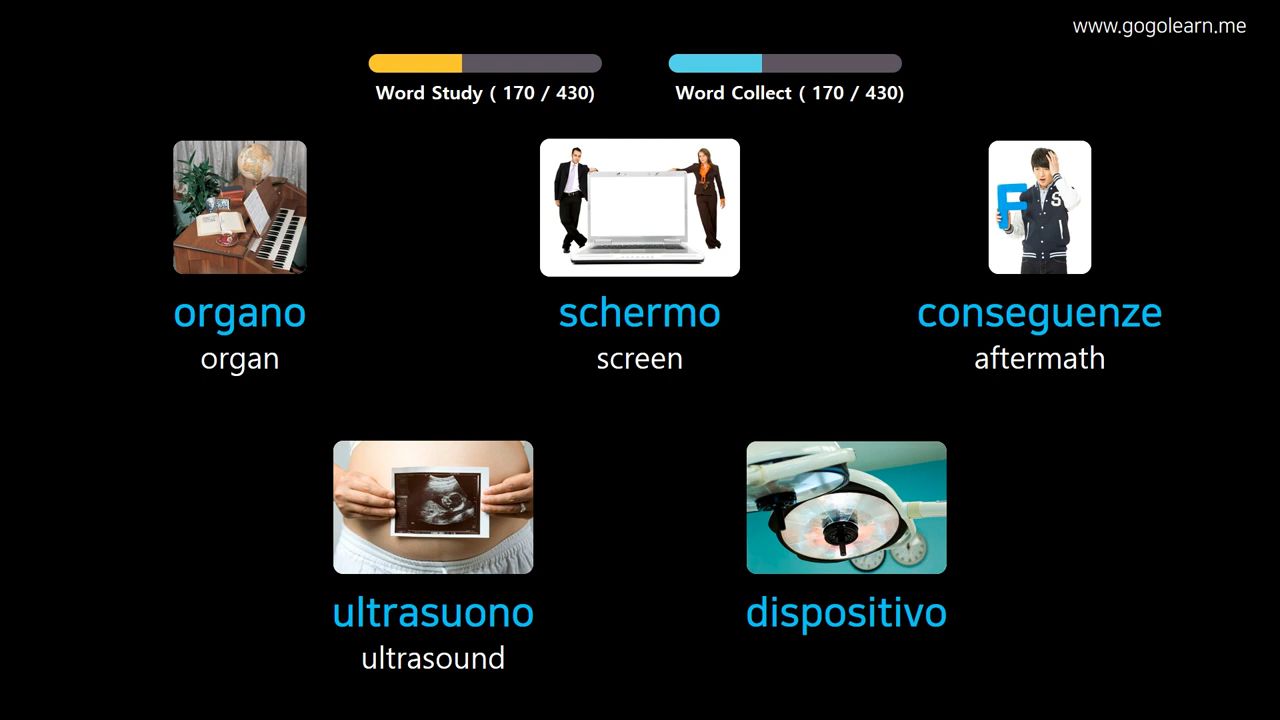 www.gogolearn.me
Word Study ( 170 / 430)
Word Collect ( 170 / 430)
F
S
organo
organ
schermo
screen
conseguenze
aftermath
ultrasuono
ultrasound
dispositivo